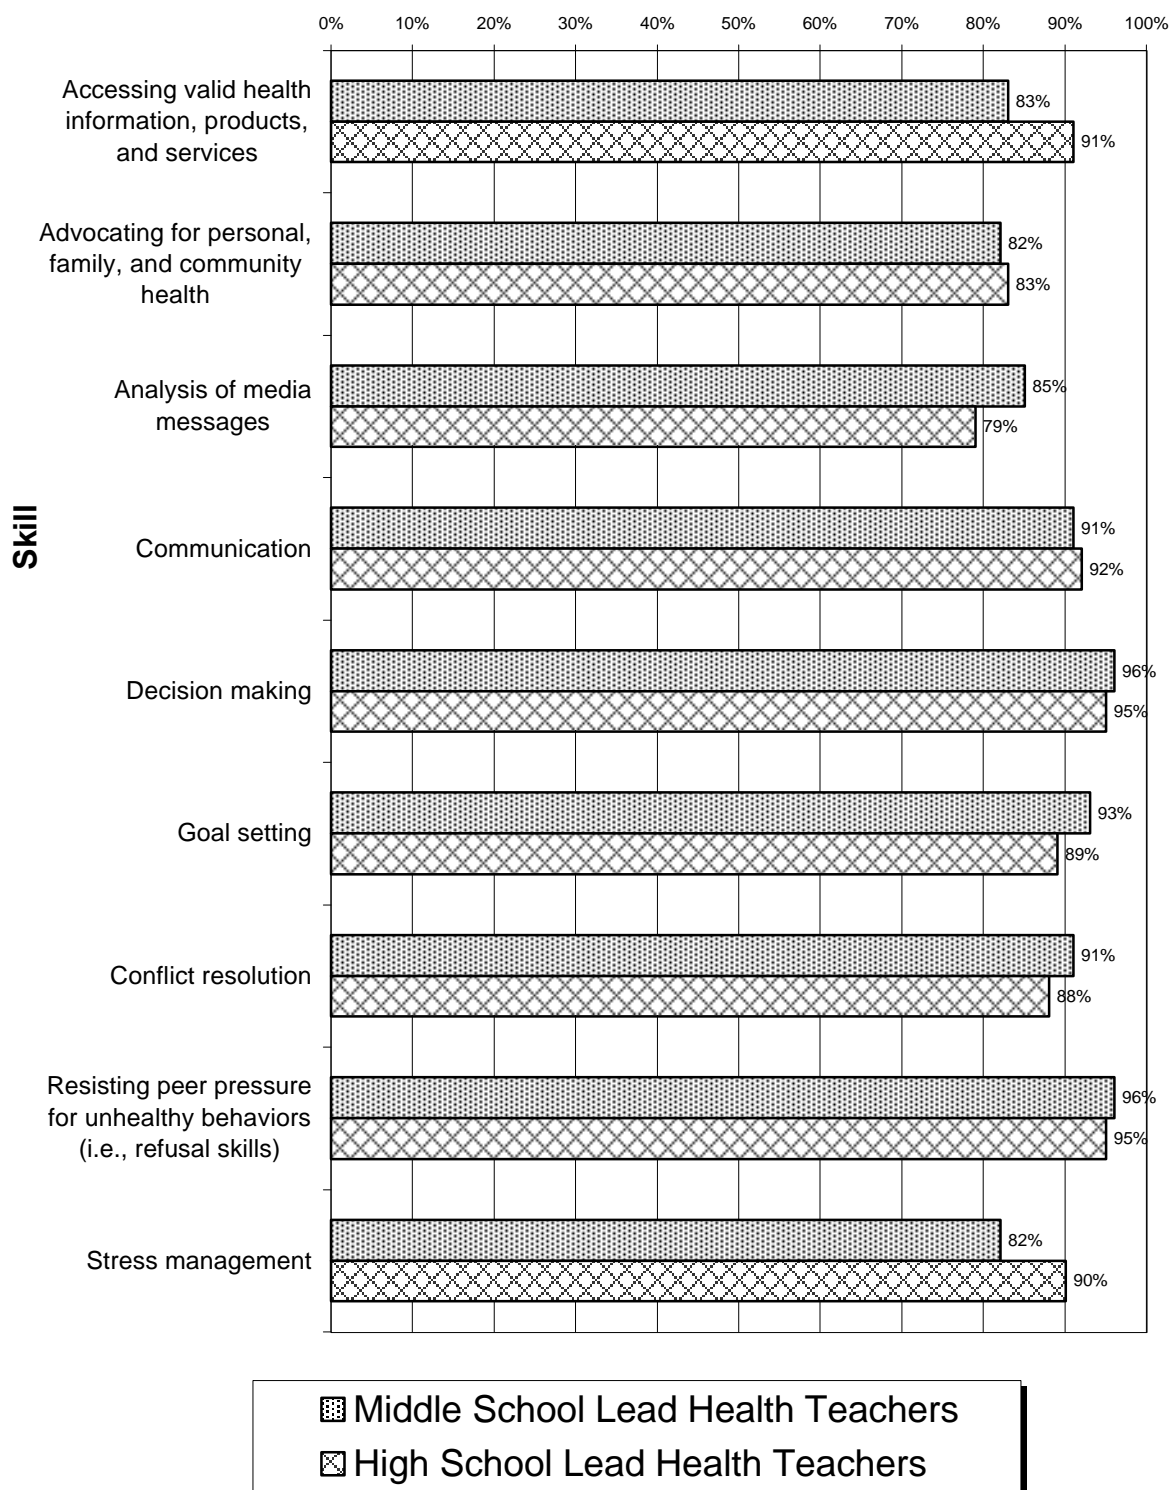 0% 10% 20% 30% 40% 50% 60% 70% 80% 90% 100%
Skill
Accessing valid health
information, products,
and services
83%
91%
Advocating for personal,
family, and community
health
82%
83%
Analysis of media
messages
85%
79%
Communication
91%
92%
Decision making
96%
95%
Goal setting
93%
89%
Conflict resolution
91%
88%
Resisting peer pressure
for unhealthy behaviors
(i.e., refusal skills)
96%
95%
Stress management
82%
90%
Middle School Lead Health Teachers
High School Lead Health Teachers